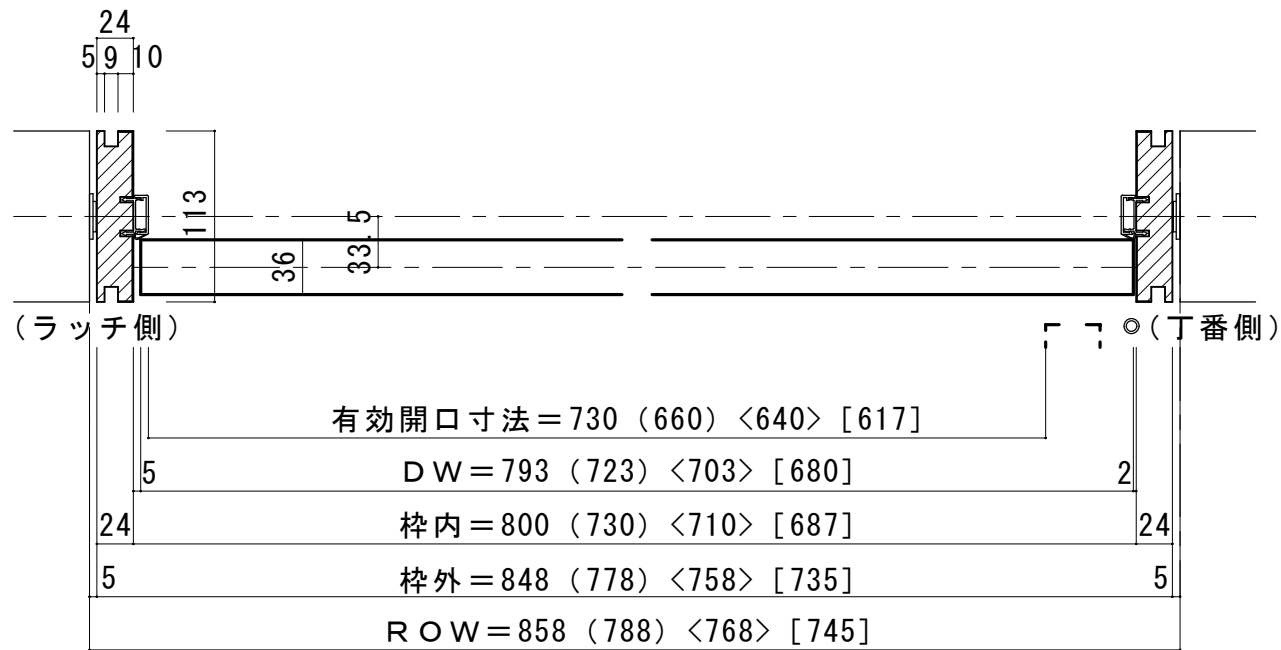 24
5 9 10
113
33.5
36
(ラッチ側)
◎(丁番側)
有効開口寸法=730 (660) <640> [617]
5 DW=793 (723) <703> [680] 2
24 枠内=800 (730) <710> [687] 24
5 枠外=848 (778) <758> [735] 5
ROW=858 (788) <768> [745]